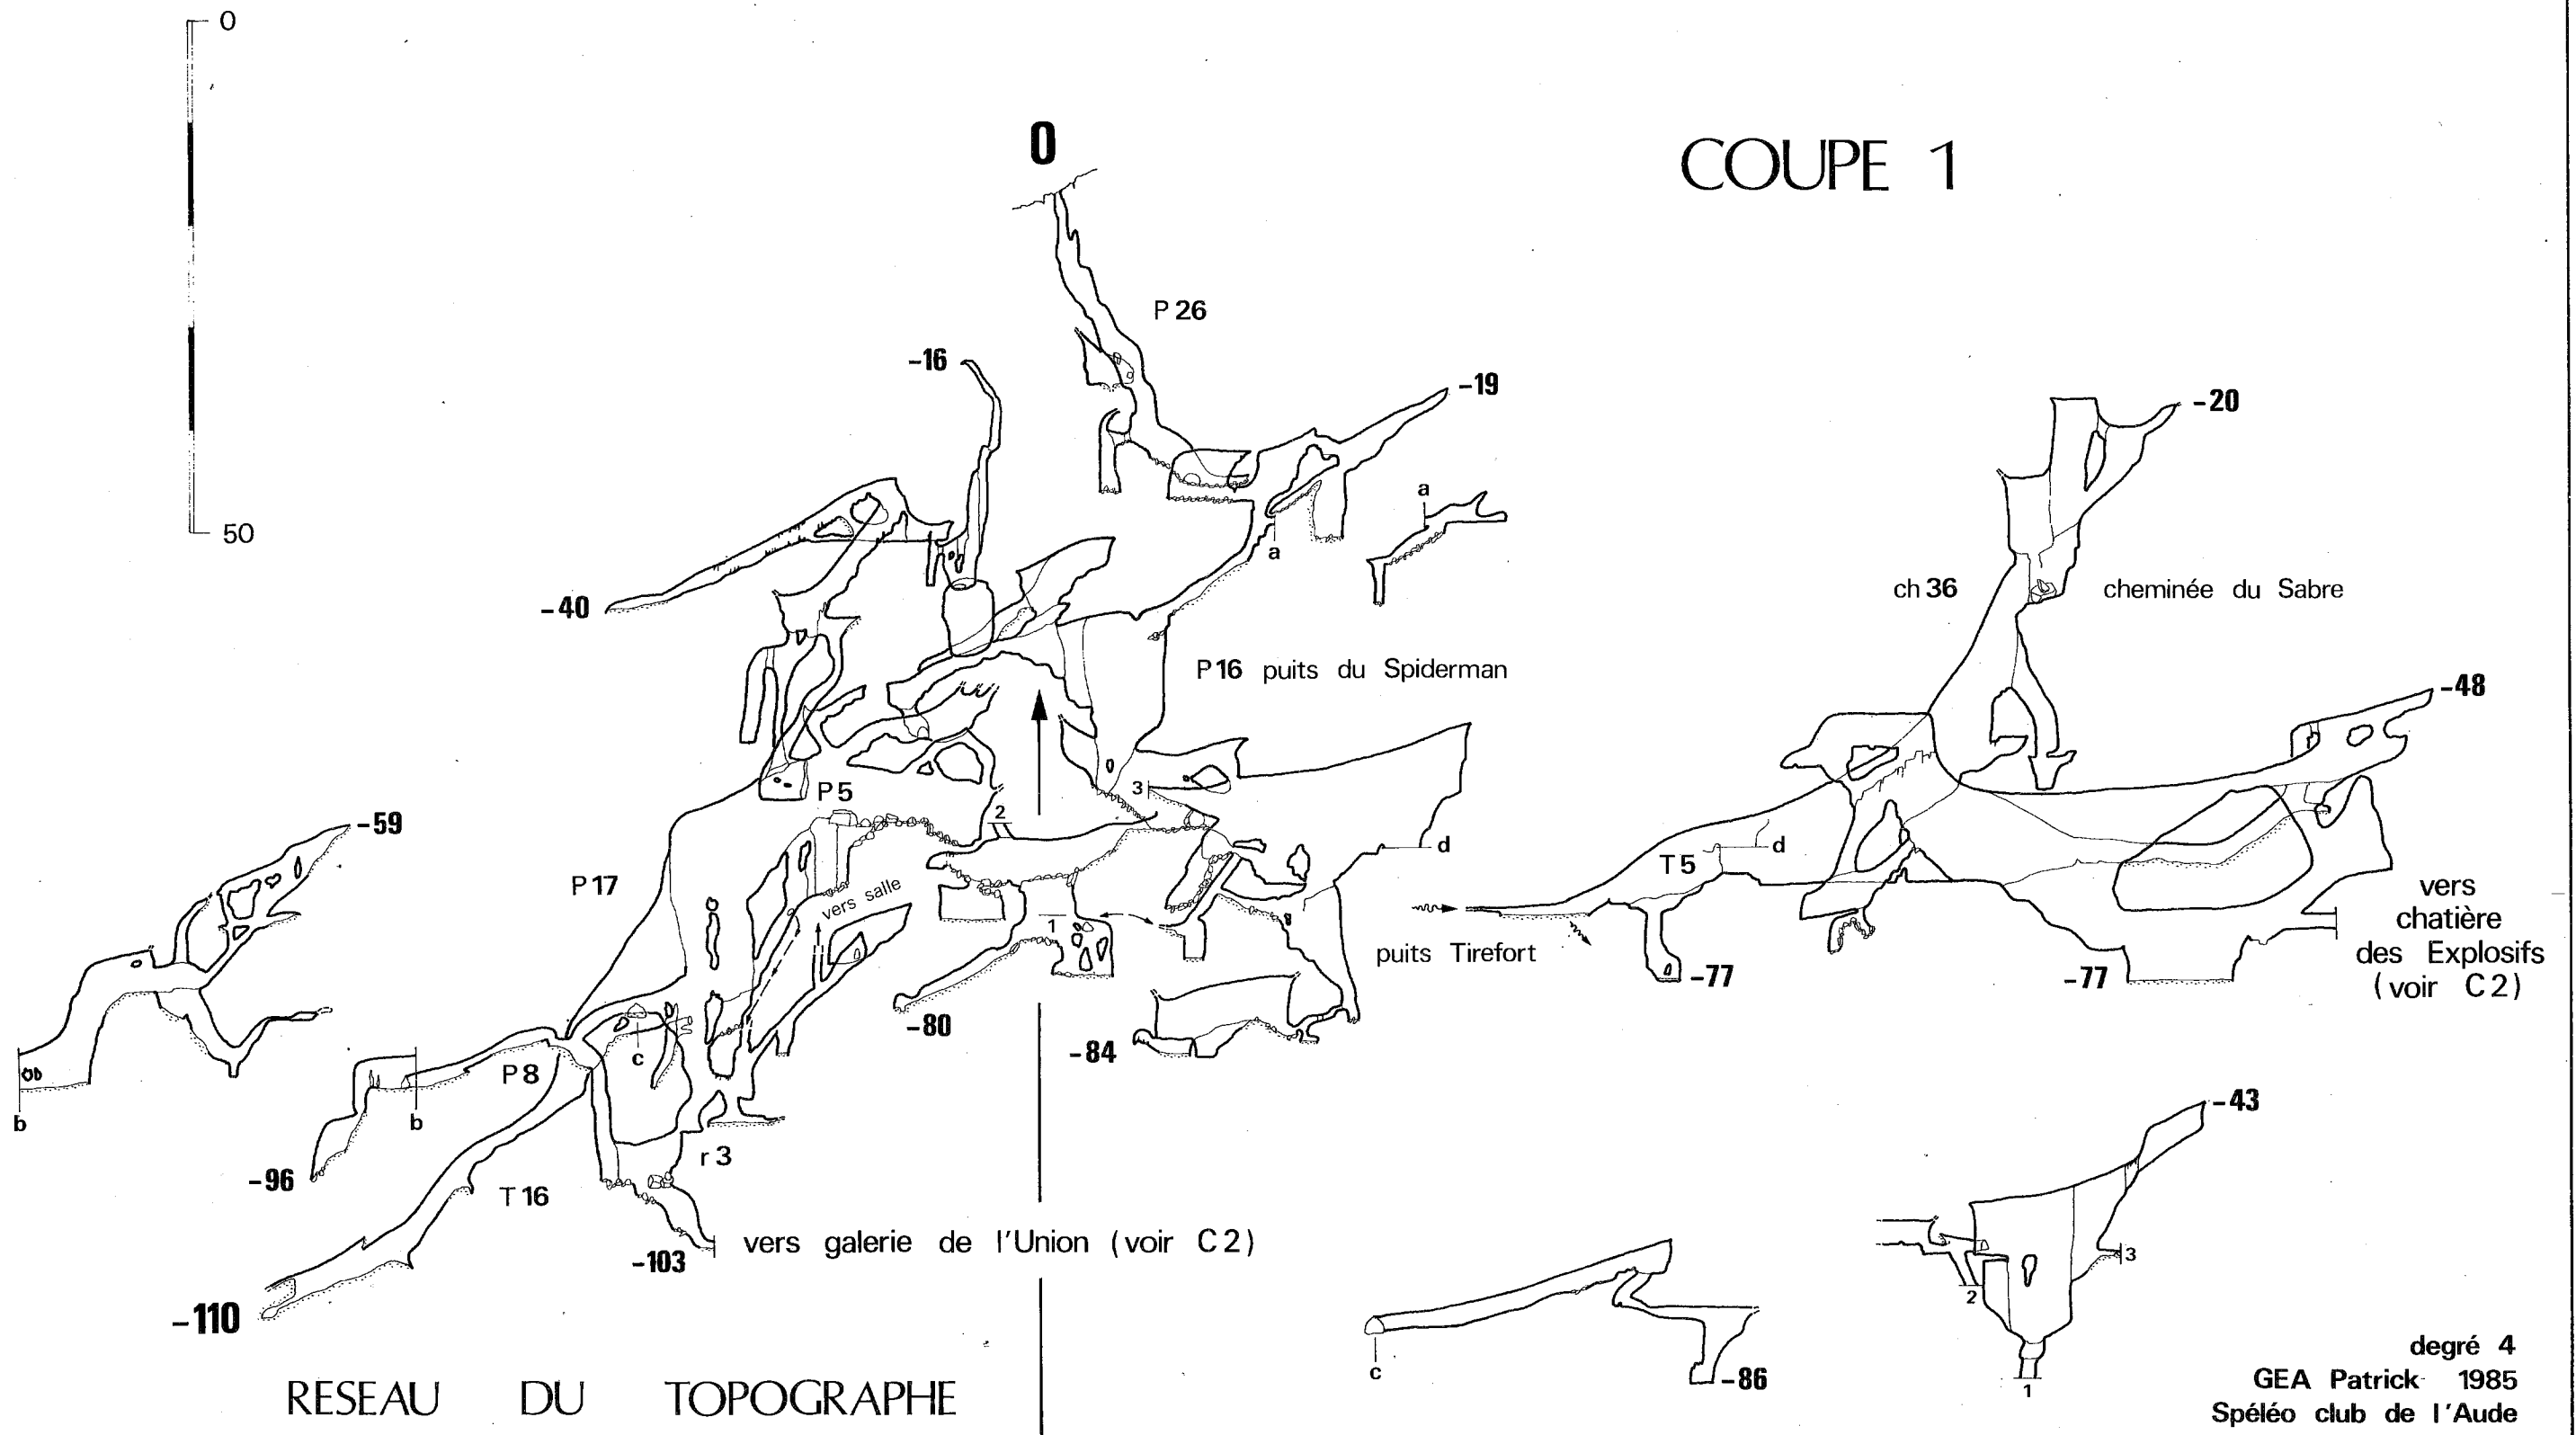 0
50
COUPE 1
0
P 26
-16
-19
-20
a
a
-40
ch 36
cheminée du Sabre
P 16 puits du Spiderman
-48
3
P 5
2
-59
d
d
T 5
P 17
vers salle
vers
chatière
des Explosifs
(voir C 2)
1
puits Tirefort
-77
-77
-80
-84
c
P 8
b
b
-43
r 3
-96
T 16
vers galerie de l'Union (voir C 2)
-103
3
2
-110
c
-86
1
RESEAU DU TOPOGRAPHE
degré 4
GEA Patrick 1985
Spéléo club de l'Aude